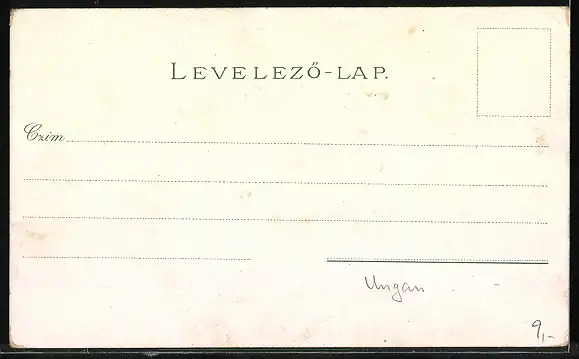 LEVELEZŐ-LAP.
Czim
Ungarn
9,-